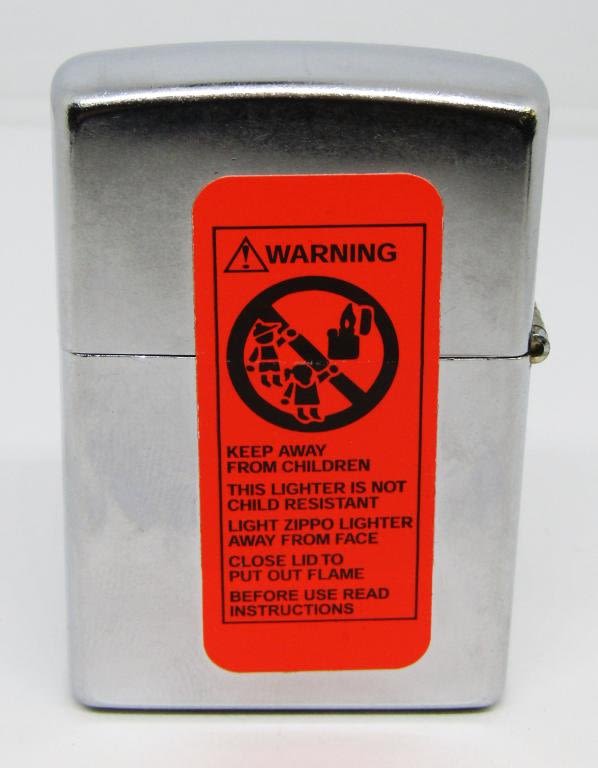 WARNING
KEEP AWAY
FROM CHILDREN
THIS LIGHTER IS NOT
CHILD RESISTANT
LIGHT ZIPPO LIGHTER
AWAY FROM FACE
CLOSE LID TO
PUT OUT FLAME
BEFORE USE READ
INSTRUCTIONS